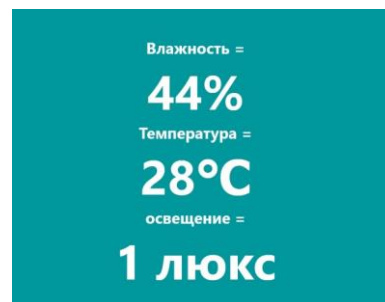 Влажность =
44%
Температура =
28°C
освещение =
1 люкс